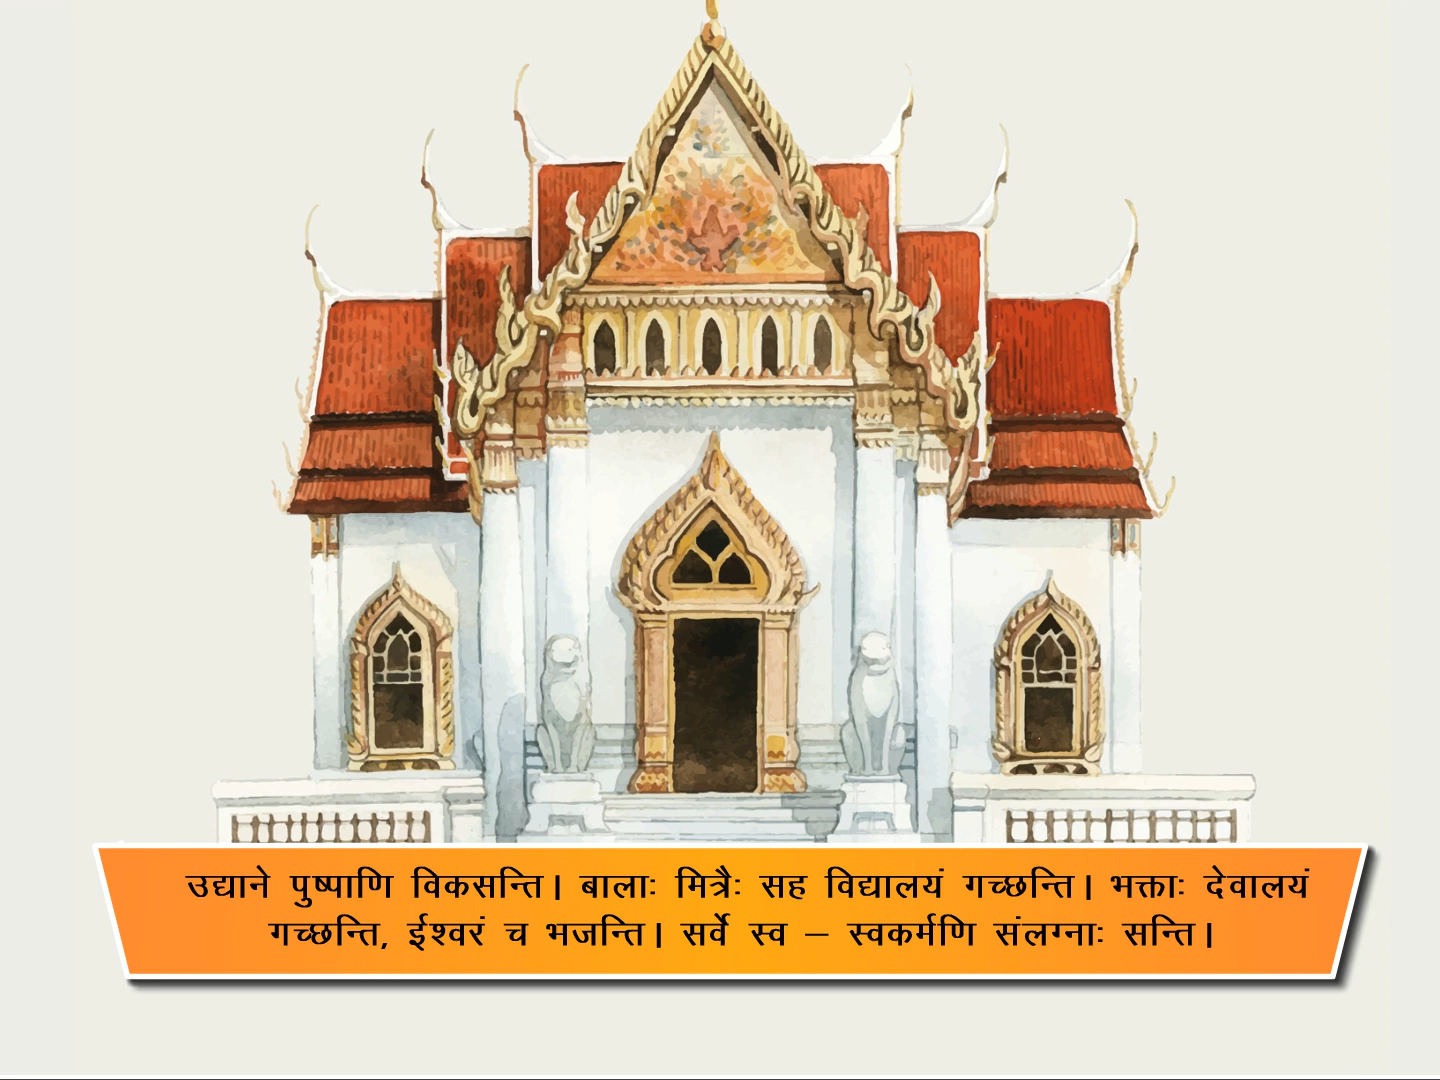 उद्याने पुष्पाणि विकसन्ति। बालाः मित्रैः सह विद्यालयं गच्छन्ति। भक्ताः देवालयं
गच्छन्ति, ईश्वरं च भजन्ति। सर्वे स्व – स्वकर्मणि संलग्नाः सन्ति।